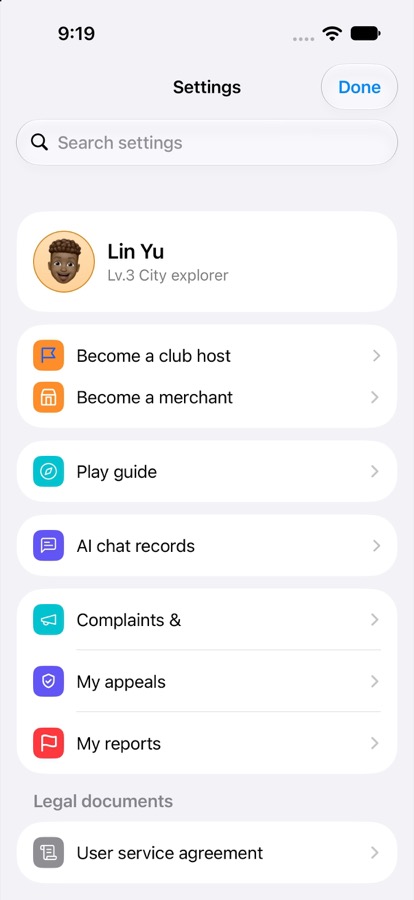 9:19
Settings
Done
Search settings
Lin Yu
Lv.3 City explorer
Become a club host
Become a merchant
Play guide
AI chat records
Complaints &
My appeals
My reports
Legal documents
User service agreement